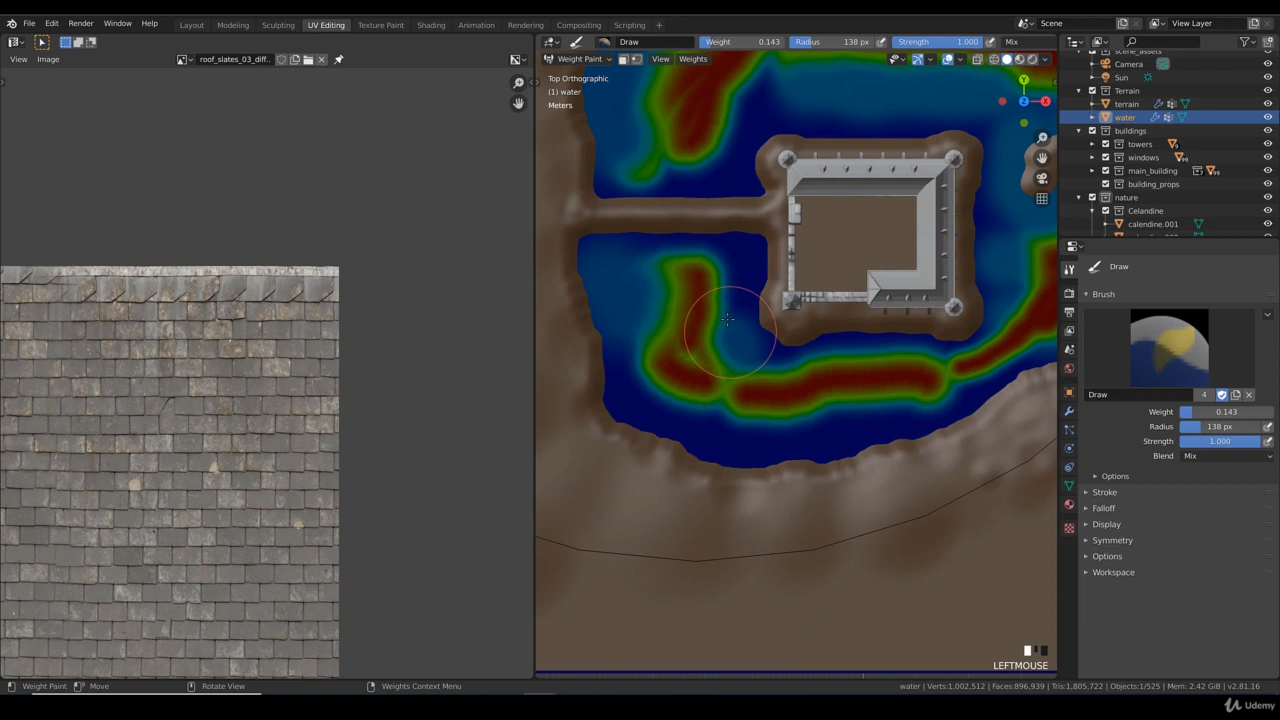 File Edit Render Window Help Layout Modeling Sculpting UV Editing Texture Paint Shading Animation Rendering Compositing Scripting + Scene View Layer
View Image roof_slates_03_diff..
Draw Weight 0.143 Radius 138 px Strength 1.000 Mix
Weight Paint View Weights
Top Orthographic
(1) water
Meters
Y
Z
X
LEFTMOUSE
scene_assets
Camera
Sun
Terrain
terrain
water
buildings
towers
windows
main_building
building_props
nature
Celandine
calendine.001
Draw
Brush
Draw 4
Weight 0.143
Radius 138 px
Strength 1.000
Blend Mix
Options
Stroke
Falloff
Display
Symmetry
Options
Workspace
Weight Paint Move Rotate View Weights Context Menu water | Verts:1,002,512 | Faces:896,939 | Tris:1,805,722 | Objects:1/525 | Mem: 2.42 GiB | v2.81.16
Udemy